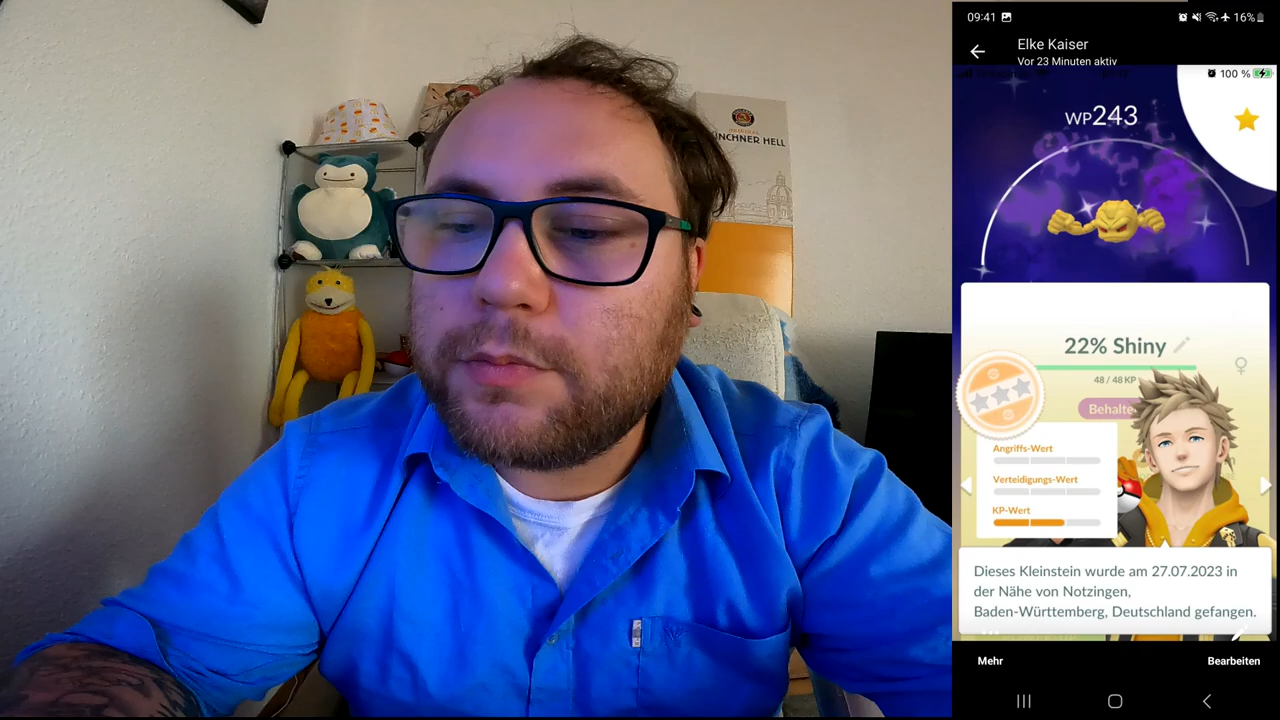 MÜNCHNER HELL
09:41
16%
Elke Kaiser
Vor 23 Minuten aktiv
100 %
WP243
22% Shiny
48 / 48 KP
Behalte
Angriffs-Wert
Verteidigungs-Wert
KP-Wert
Dieses Kleinstein wurde am 27.07.2023 in
der Nähe von Notzingen,
Baden-Württemberg, Deutschland gefangen.
Mehr
Bearbeiten